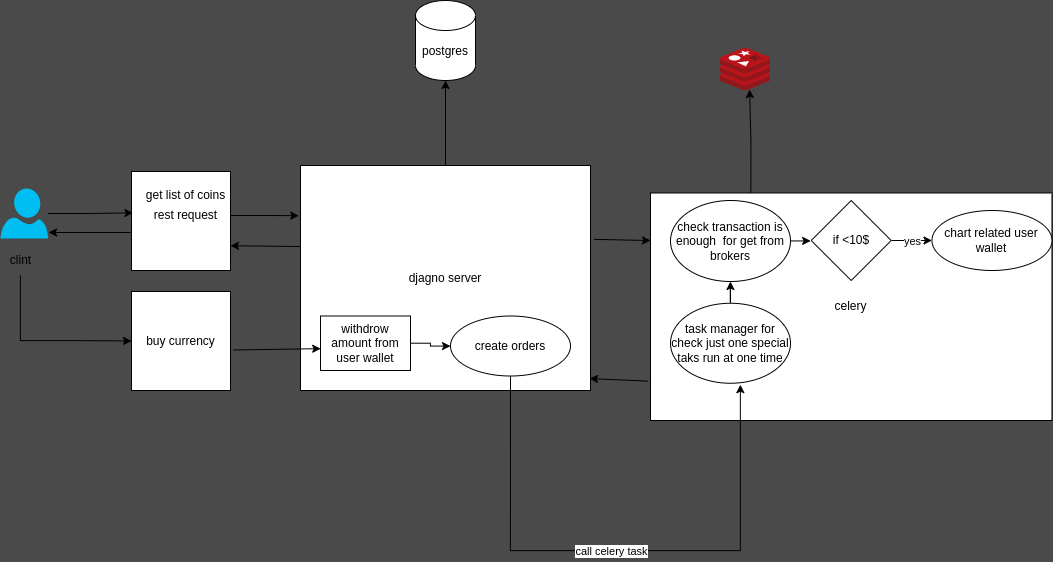 postgres
get list of coins
rest request
clint
buy currency
djagno server
withdrow
amount from
user wallet
create orders
check transaction is
enough  for get from
brokers
if <10$
yes
chart related user
wallet
celery
task manager for
check just one special
taks run at one time
call celery task